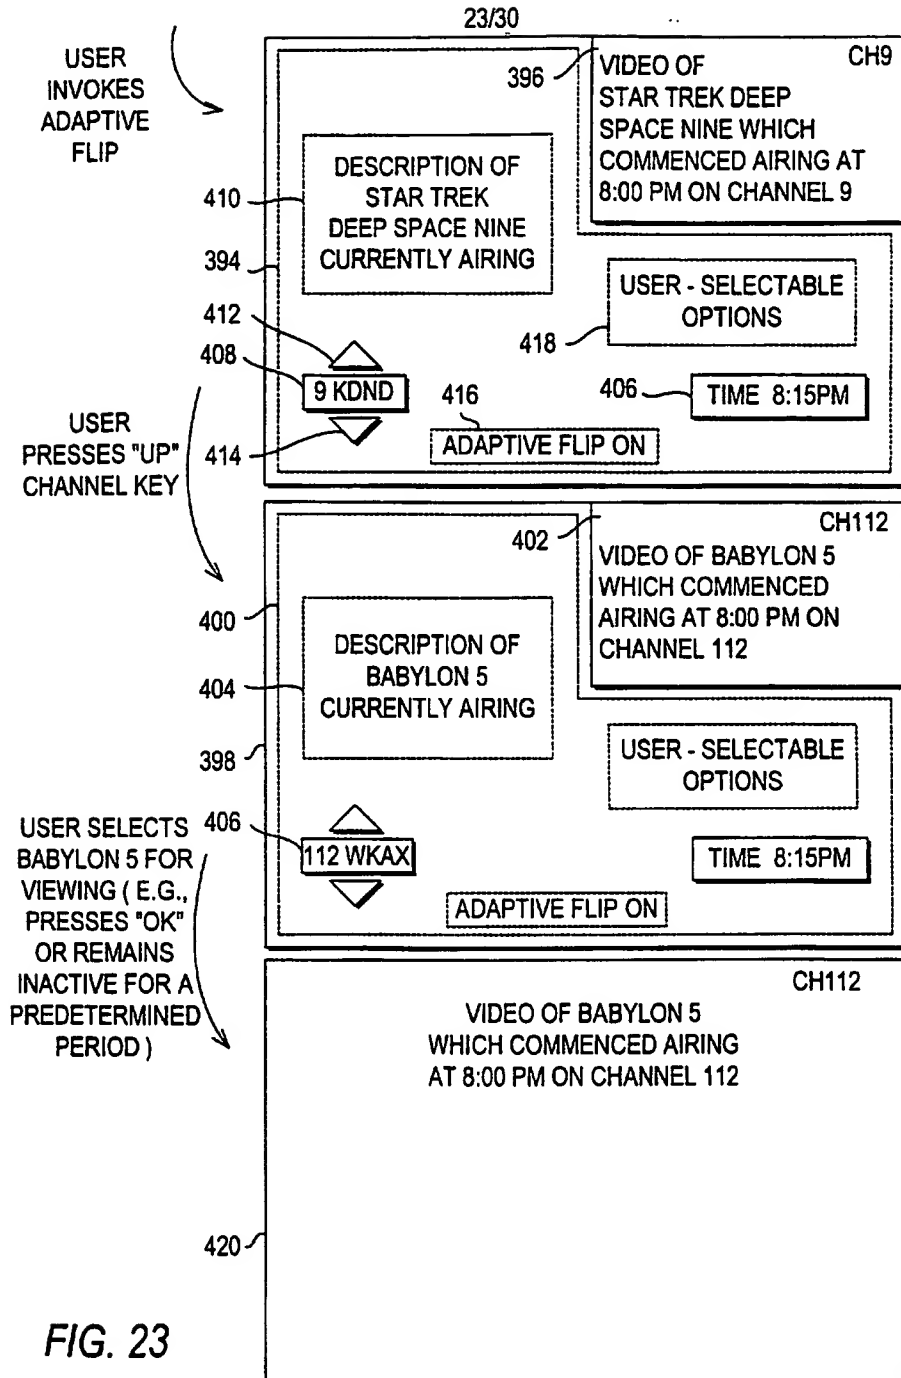 23/30
USER
INVOKES
ADAPTIVE
FLIP
396
CH9
VIDEO OF
STAR TREK DEEP
SPACE NINE WHICH
COMMENCED AIRING AT
8:00 PM ON CHANNEL 9
410
DESCRIPTION OF
STAR TREK
DEEP SPACE NINE
CURRENTLY AIRING
394
USER - SELECTABLE
OPTIONS
418
412
408
9 KDND
406
TIME 8:15PM
416
414
ADAPTIVE FLIP ON
USER
PRESSES "UP"
CHANNEL KEY
402
CH112
VIDEO OF BABYLON 5
WHICH COMMENCED
AIRING AT 8:00 PM ON
CHANNEL 112
400
DESCRIPTION OF
BABYLON 5
CURRENTLY AIRING
404
398
USER - SELECTABLE
OPTIONS
406
112 WKAX
TIME 8:15PM
ADAPTIVE FLIP ON
USER SELECTS
BABYLON 5 FOR
VIEWING ( E.G.,
PRESSES "OK"
OR REMAINS
INACTIVE FOR A
PREDETERMINED
PERIOD )
CH112
VIDEO OF BABYLON 5
WHICH COMMENCED AIRING
AT 8:00 PM ON CHANNEL 112
420
FIG. 23